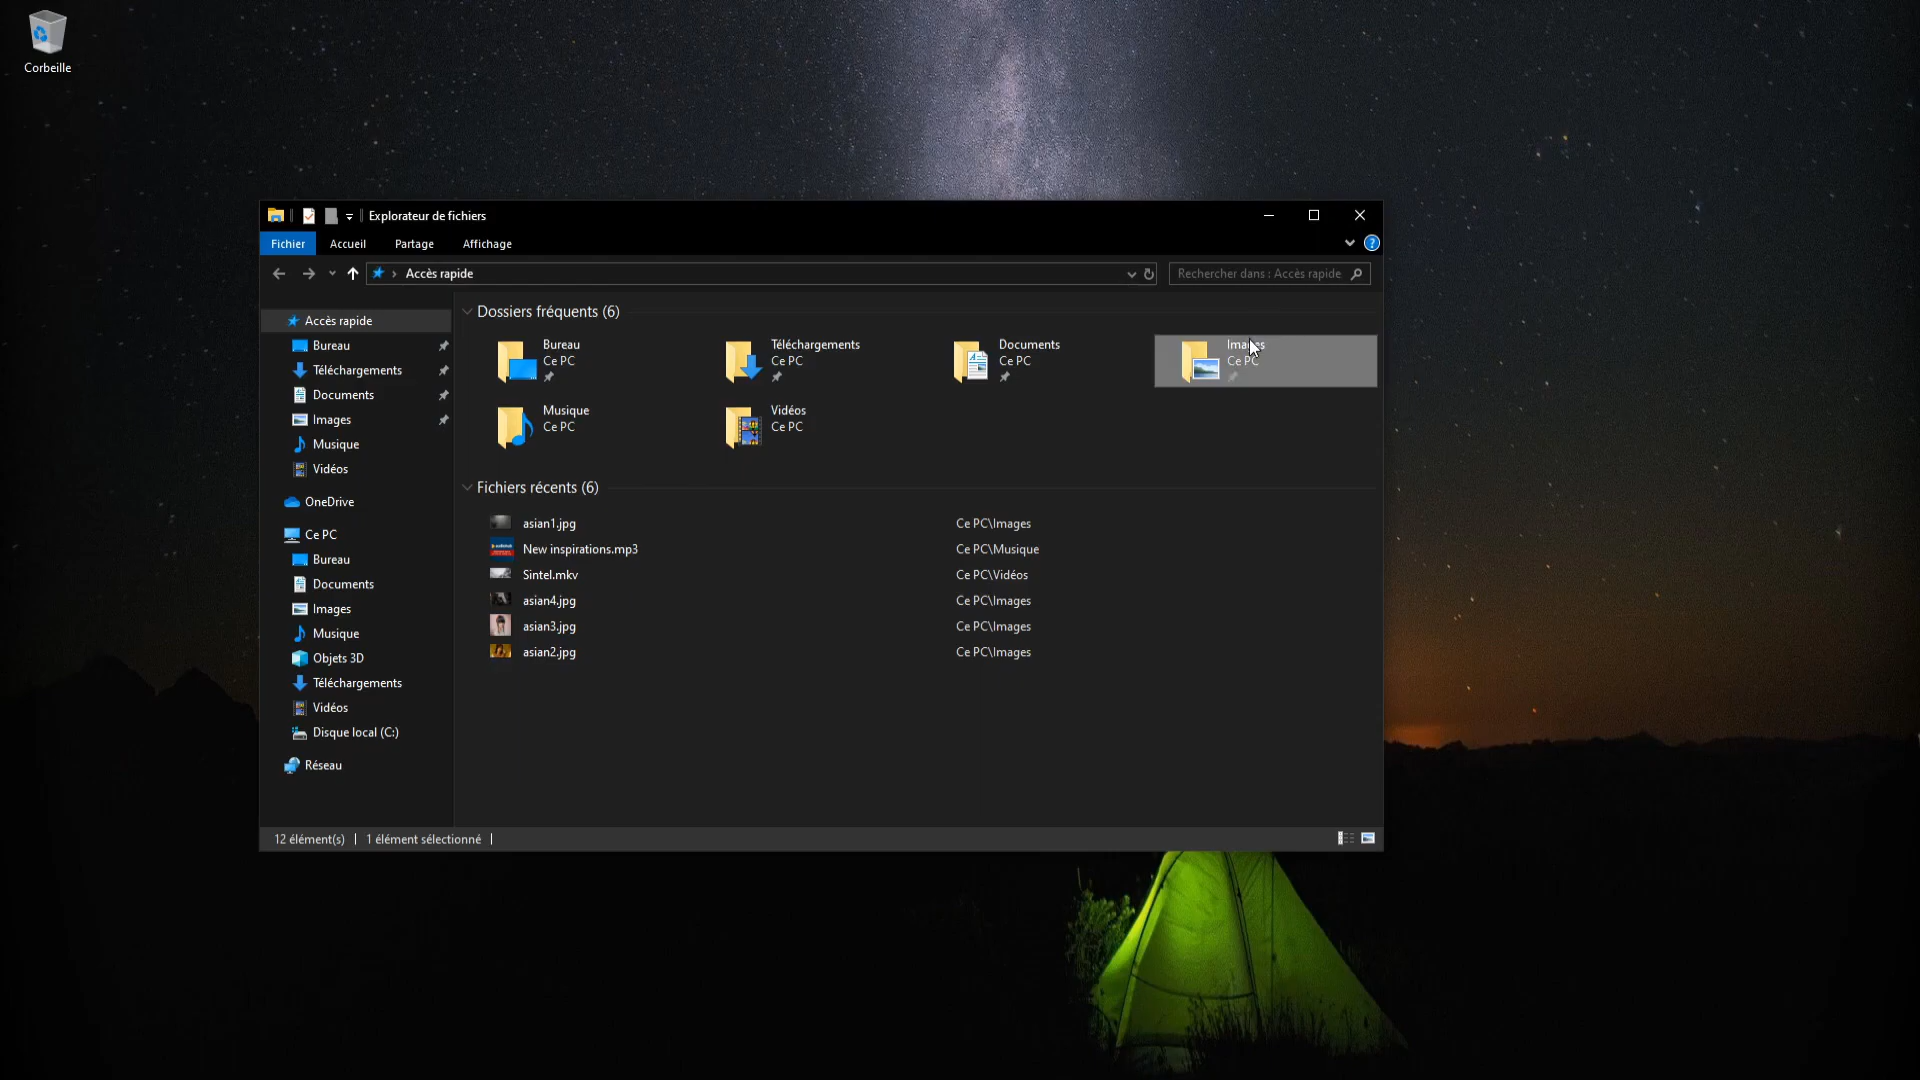 Corbeille
Explorateur de fichiers
Fichier Accueil Partage Affichage
Accès rapide
Rechercher dans : Accès rapide
Accès rapide
Bureau
Téléchargements
Documents
Images
Musique
Vidéos
OneDrive
Ce PC
Bureau
Documents
Images
Musique
Objets 3D
Téléchargements
Vidéos
Disque local (C:)
Réseau
Dossiers fréquents (6)
Bureau
Ce PC
Téléchargements
Ce PC
Documents
Ce PC
Images
Ce PC
Musique
Ce PC
Vidéos
Ce PC
Fichiers récents (6)
asian1.jpg Ce PC\Images
New inspirations.mp3 Ce PC\Musique
Sintel.mkv Ce PC\Vidéos
asian4.jpg Ce PC\Images
asian3.jpg Ce PC\Images
asian2.jpg Ce PC\Images
12 élément(s) 1 élément sélectionné